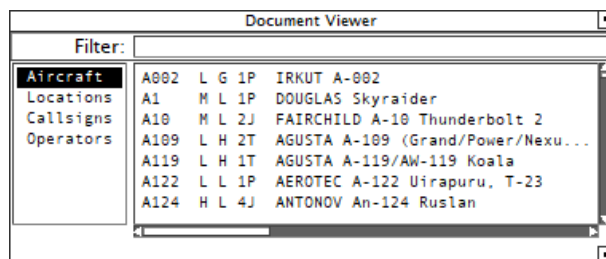 Document Viewer
Filter:
Aircraft
Locations
Callsigns
Operators
A002 L G 1P IRKUT A-002
A1 M L 1P DOUGLAS Skyraider
A10 M L 2J FAIRCHILD A-10 Thunderbolt 2
A109 L H 2T AGUSTA A-109 (Grand/Power/Nexu...
A119 L H 1T AGUSTA A-119/AW-119 Koala
A122 L L 1P AEROTEC A-122 Uirapuru, T-23
A124 H L 4J ANTONOV An-124 Ruslan